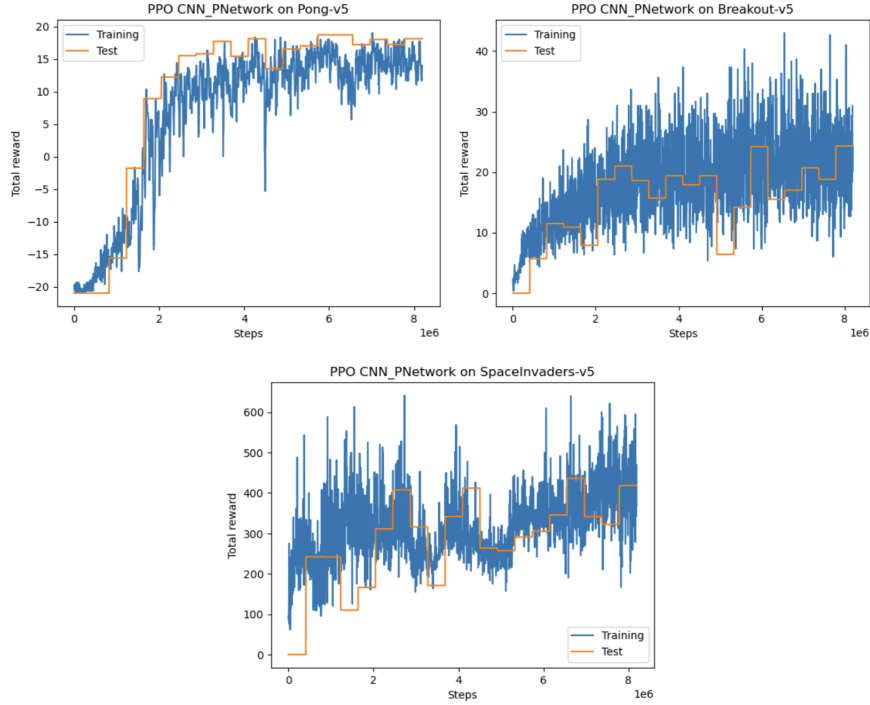 PPO CNN_PNetwork on Pong-v5
20
15
10
5
0
−5
−10
−15
−20
Total reward
Training
Test
0
2
4
6
8
1e6
Steps
PPO CNN_PNetwork on Breakout-v5
40
30
20
10
0
Total reward
Training
Test
0
2
4
6
8
1e6
Steps
PPO CNN_PNetwork on SpaceInvaders-v5
600
500
400
300
200
100
0
Total reward
Training
Test
0
2
4
6
8
1e6
Steps